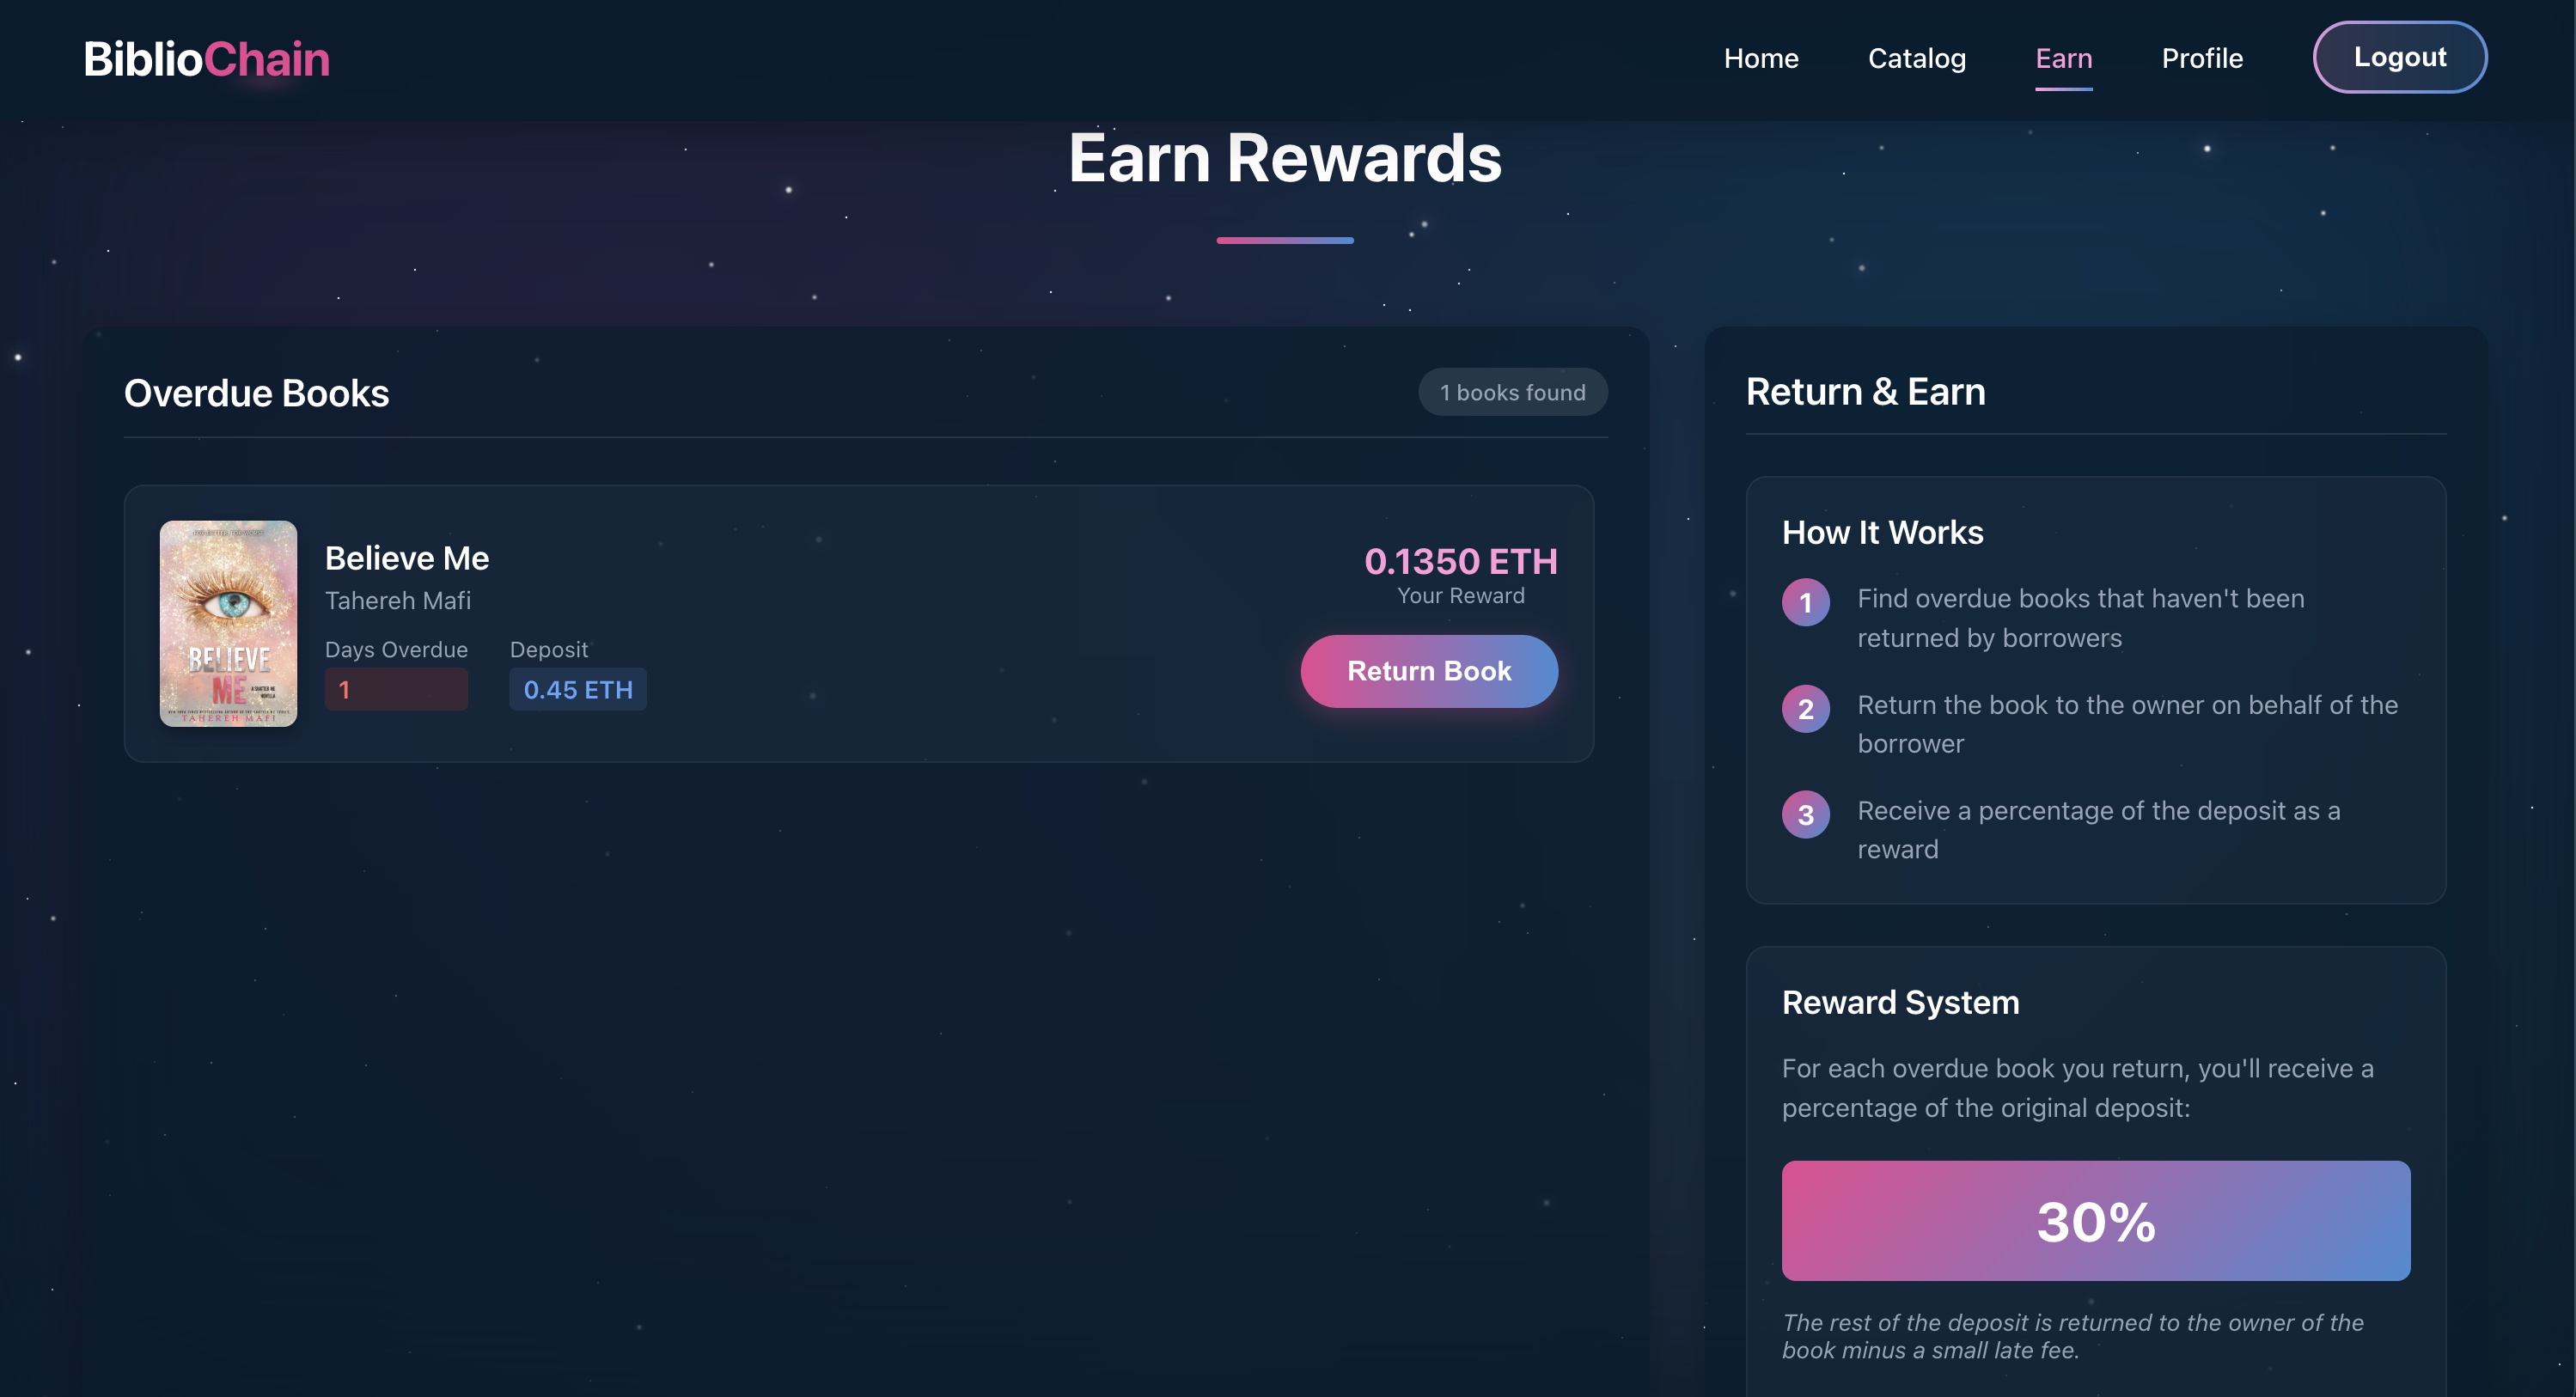 BiblioChain
Home
Catalog
Earn
Profile
Logout
Earn Rewards
Overdue Books
1 books found
BELIEVE
ME
TAHEREH MAFI
Believe Me
Tahereh Mafi
Days Overdue
1
Deposit
0.45 ETH
0.1350 ETH
Your Reward
Return Book
Return & Earn
How It Works
1
Find overdue books that haven't been
returned by borrowers
2
Return the book to the owner on behalf of the
borrower
3
Receive a percentage of the deposit as a
reward
Reward System
For each overdue book you return, you'll receive a
percentage of the original deposit:
30%
The rest of the deposit is returned to the owner of the
book minus a small late fee.